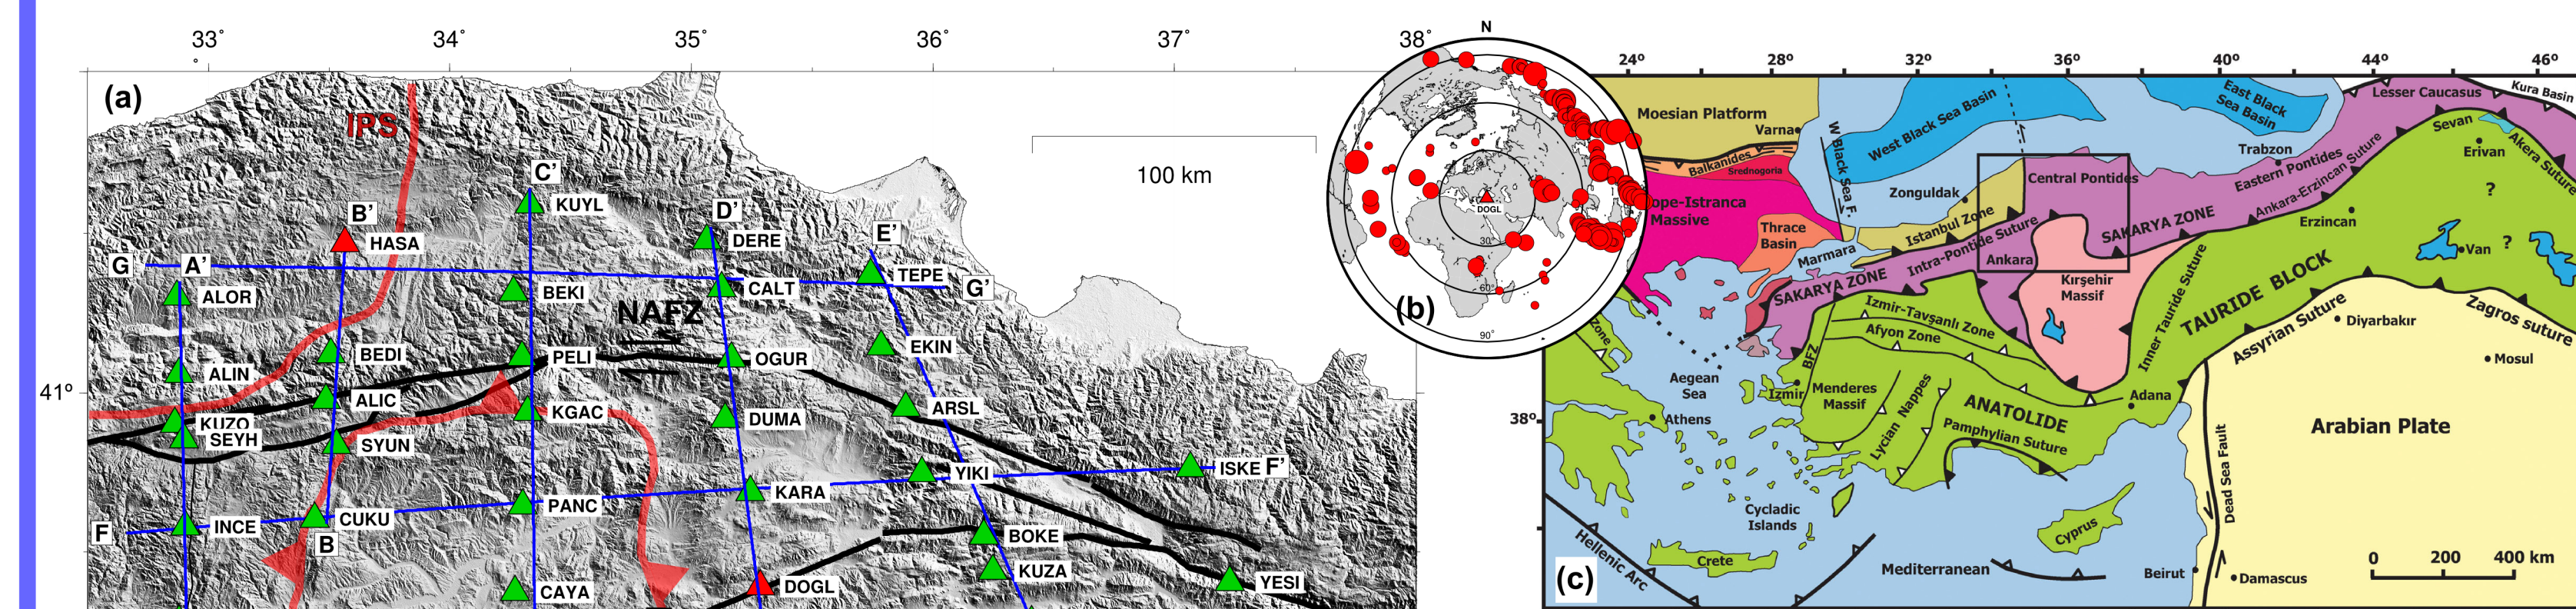 33°
34°
35°
36°
37°
38°
(a)
IPS
100 km
C'
KUYL
B'
HASA
D'
DERE
E'
G
A'
TEPE
G'
ALOR
BEKI
CALT
NAFZ
BEDI
PELI
OGUR
EKIN
ALIN
41°
ALIC
KGAC
DUMA
ARSL
KUZO
SEYH
SYUN
YIKI
ISKE F'
KARA
F
INCE
CUKU
PANC
B
BOKE
KUZA
CAYA
DOGL
YESI
N
DOGL
30°
60°
90°
(b)
24°
28°
32°
36°
40°
44°
46°
Moesian Platform
Varna
Balkanides
Srednogoria
ope-Istranca
Massive
Thrace
Basin
W Black Sea F.
West Black Sea Basin
East Black
Sea Basin
Lesser Caucasus
Kura Basin
Sevan
Akera Suture
Erivan
Trabzon
Eastern Pontides
Ankara-Erzincan Suture
Central Pontides
Zonguldak
Istanbul Zone
Intra-Pontide Suture
SAKARYA ZONE
Erzincan
?
?
Van
Marmara
SAKARYA ZONE
Ankara
Kırşehir
Massif
Inner Tauride Suture
TAURIDE BLOCK
Assyrian Suture
Zagros suture
Diyarbakır
Mosul
Zone
Izmir-Tavşanlı Zone
Afyon Zone
BFZ
Aegean
Sea
Izmir
Menderes
Massif
Lycian Nappes
ANATOLIDE
Pamphylian Suture
Adana
Athens
38°
Arabian Plate
Dead Sea Fault
Cycladic
Islands
Cyprus
Hellenic Arc
Crete
Mediterranean
Beirut
Damascus
0 200 400 km
(c)